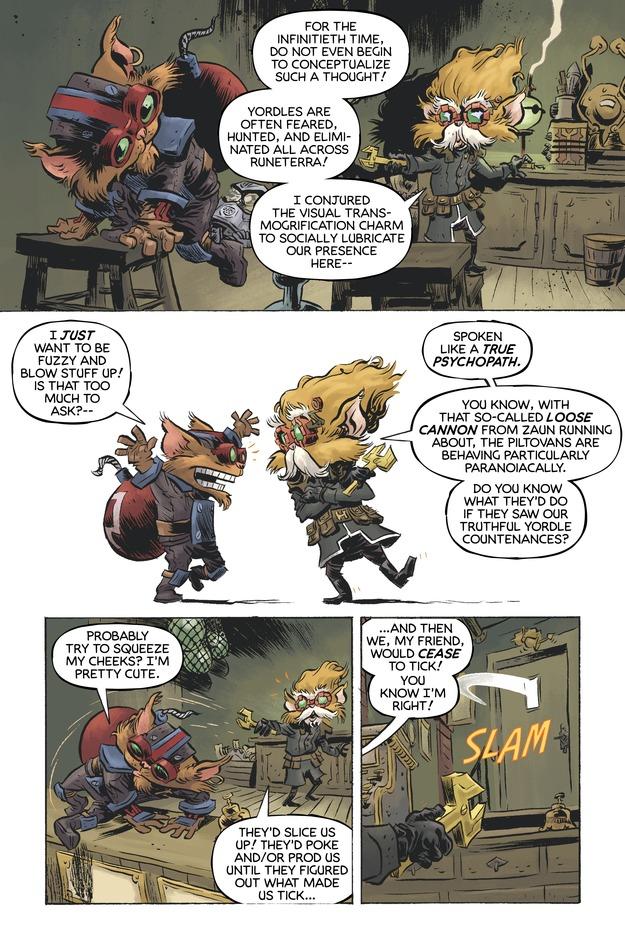 FOR THE
INFINITIETH TIME,
DO NOT EVEN BEGIN
TO CONCEPTUALIZE
SUCH A THOUGHT!
YORDLES ARE
OFTEN FEARED,
HUNTED, AND ELIMI-
NATED ALL ACROSS
RUNETERRA!
I CONJURED
THE VISUAL TRANS-
MOGRIFICATION CHARM
TO SOCIALLY LUBRICATE
OUR PRESENCE
HERE--
I JUST
WANT TO BE
FUZZY AND
BLOW STUFF UP!
IS THAT TOO
MUCH TO
ASK?--
SPOKEN
LIKE A TRUE
PSYCHOPATH.
YOU KNOW, WITH
THAT SO-CALLED LOOSE
CANNON FROM ZAUN RUNNING
ABOUT, THE PILTOVANS ARE
BEHAVING PARTICULARLY
PARANOIACALLY.
DO YOU KNOW
WHAT THEY'D DO
IF THEY SAW OUR
TRUTHFUL YORDLE
COUNTENANCES?
PROBABLY
TRY TO SQUEEZE
MY CHEEKS? I'M
PRETTY CUTE.
THEY'D SLICE US
UP! THEY'D POKE
AND/OR PROD US
UNTIL THEY FIGURED
OUT WHAT MADE
US TICK...
...AND THEN
WE, MY FRIEND,
WOULD CEASE
TO TICK!
YOU
KNOW I'M
RIGHT!
SLAM